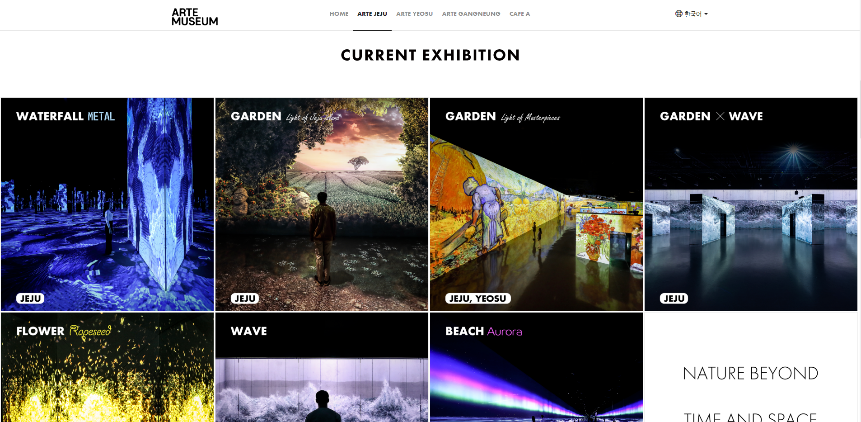 ARTE
MUSEUM
HOME ARTE JEJU ARTE YEOSU ARTE GANGNEUNG CAFE A
한국어
CURRENT EXHIBITION
WATERFALL METAL
GARDEN Light of Jeju
GARDEN Light of Masterpieces
GARDEN X WAVE
JEJU
JEJU
JEJU, YEOSU
JEJU
FLOWER Rapeseed
WAVE
BEACH Aurora
NATURE BEYOND
TIME AND SPACE